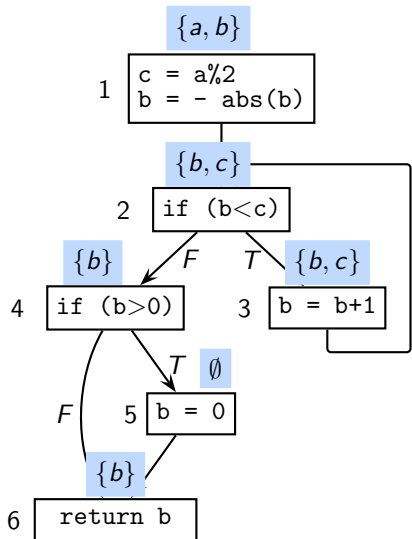 {a, b}
1
c = a%2
b = - abs(b)
{b, c}
2
if (b<c)
F
T
{b}
{b, c}
4
if (b>0)
3
b = b+1
T
∅
F
5
b = 0
{b}
6
return b